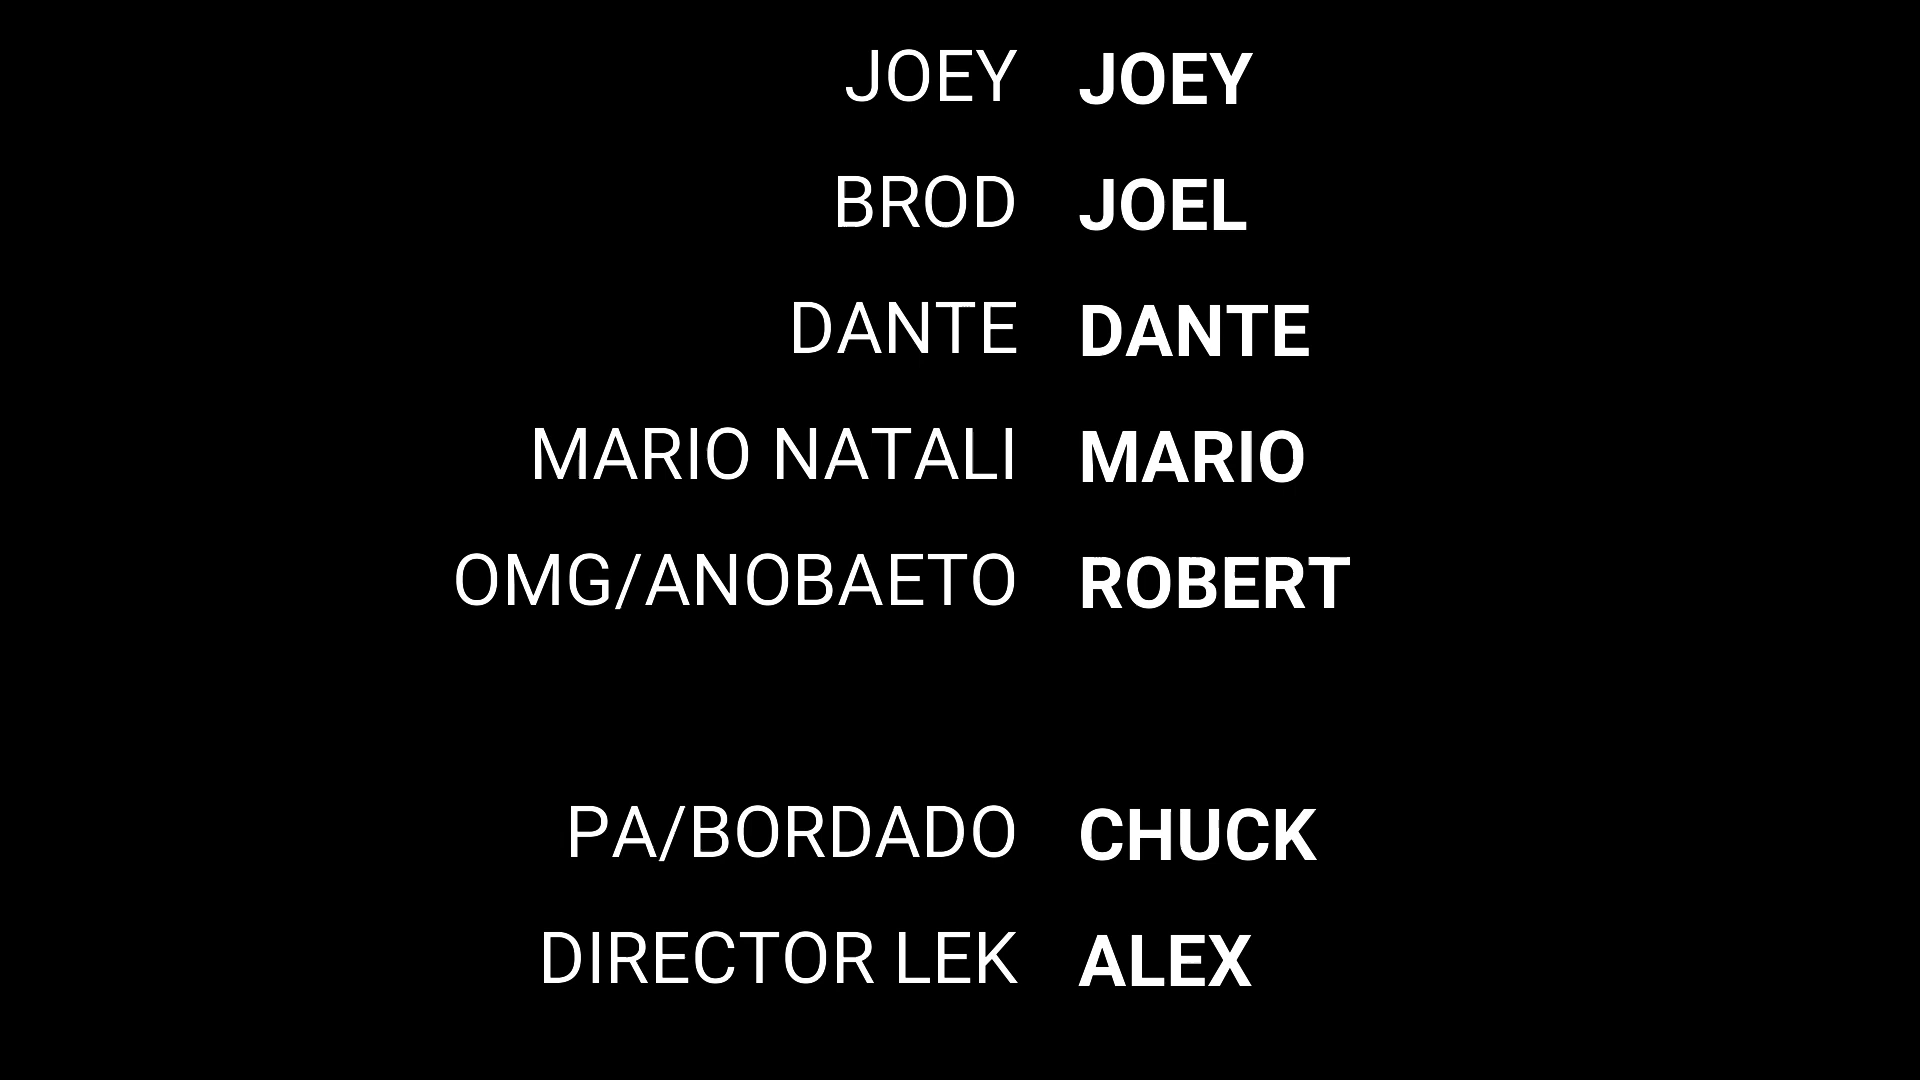 JOEY JOEY
BROD JOEL
DANTE DANTE
MARIO NATALI MARIO
OMG/ANOBAETO ROBERT
PA/BORDADO CHUCK
DIRECTOR LEK ALEX